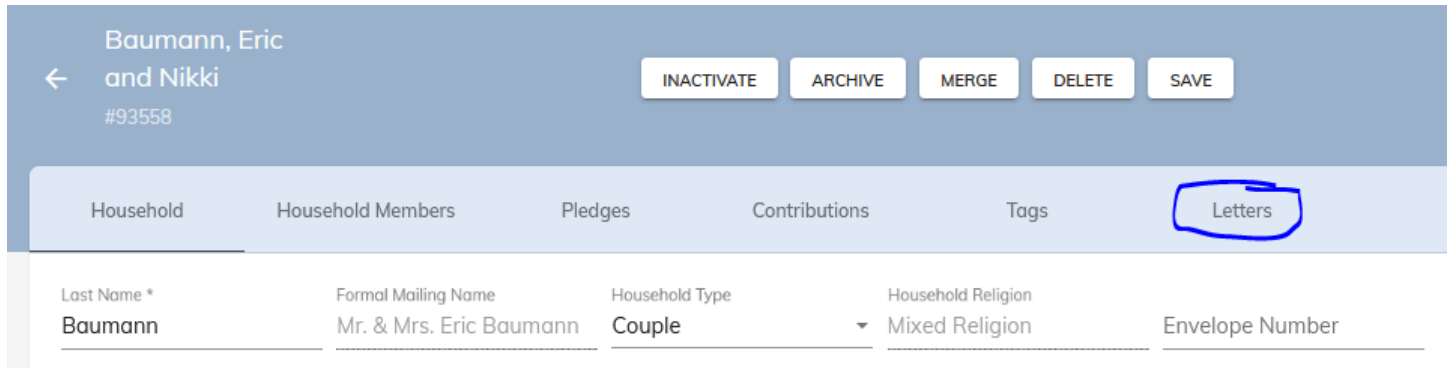 Baumann, Eric
and Nikki
#93558
INACTIVATE ARCHIVE MERGE DELETE SAVE
Household Household Members Pledges Contributions Tags Letters
Last Name * Formal Mailing Name Household Type Household Religion
Baumann Mr. & Mrs. Eric Baumann Couple Mixed Religion Envelope Number